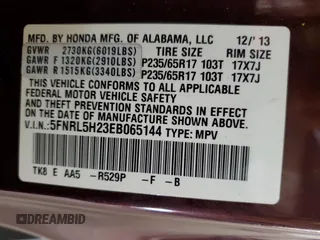 MFD. BY HONDA MFG. OF ALABAMA, LLC 12/'13
GVWR 2730KG(6019LBS) TIRE SIZE RIM SIZE
GAWR F 1320KG(2910LBS) P235/65R17 103T 17X7J
GAWR R 1515KG(3340LBS) P235/65R17 103T 17X7J
THIS VEHICLE CONFORMS TO ALL APPLICABLE
FEDERAL MOTOR VEHICLE SAFETY, BUMPER, AND
THEFT PREVENTION STANDARDS IN EFFECT ON THE
DATE OF MANUFACTURE SHOWN ABOVE.
V.I.N: 5FNRL5H23EB065144 TYPE: MPV
TK8 E AA5 -R529P -F -B
DREAMBID